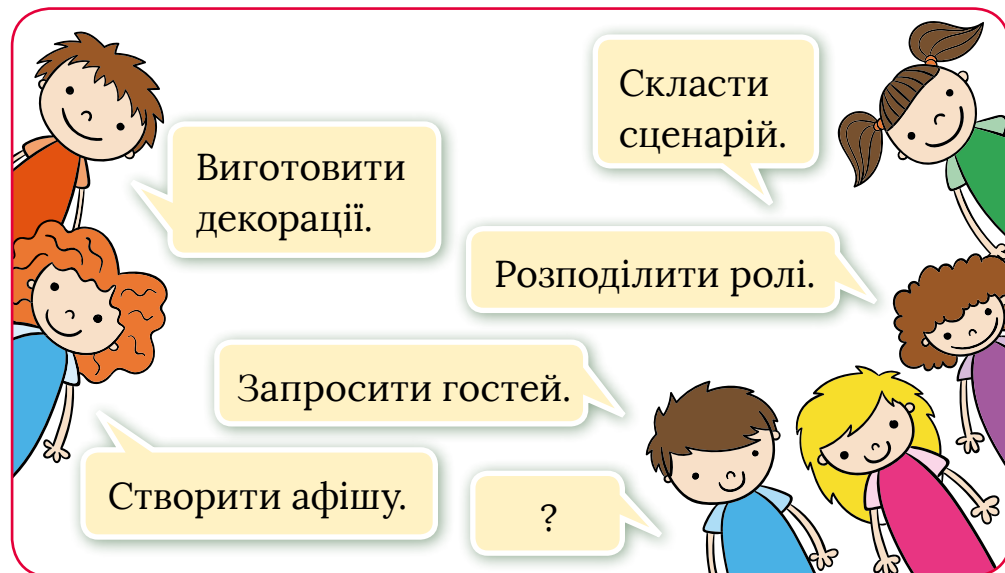 Скласти
сценарій.
Виготовити
декорації.
Розподілити ролі.
Запросити гостей.
Створити афішу.
?